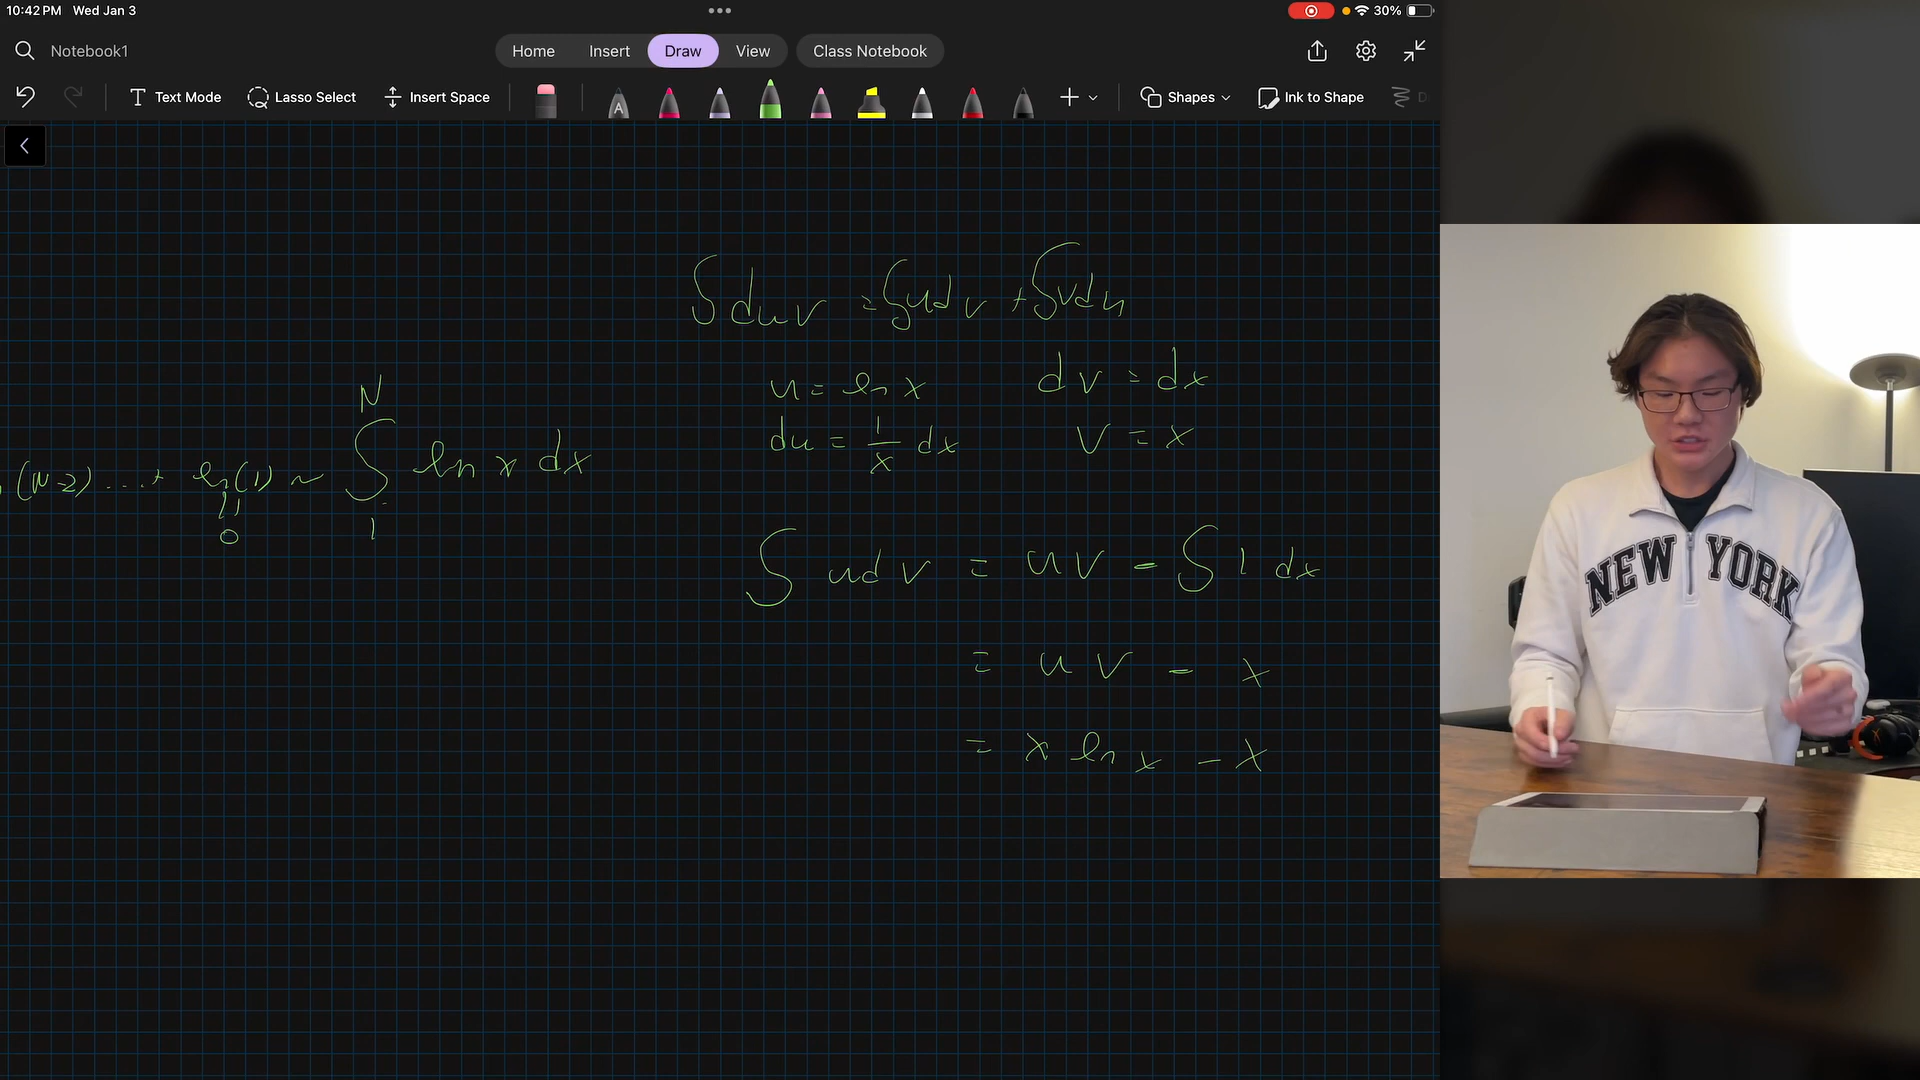 10:42 PM Wed Jan 3
30%
Notebook1
Home Insert Draw View Class Notebook
Text Mode Lasso Select Insert Space
A
Shapes Ink to Shape D
∫ duv = ∫ udv + ∫ vdu
u = ln x dv = dx
du = 1/x dx v = x
(N-2) ...+ ln(1) ~ ∫₁ᴺ ln x dx
0
∫ udv = uv - ∫ 1 dx
= uv - x
= x ln x - x
NEW YORK